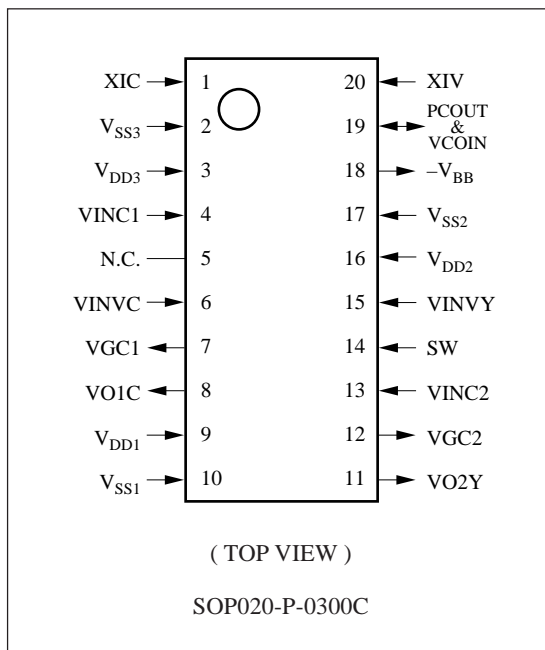 XIC 1 20 XIV
VSS3 2 19 PCOUT
&
VCOIN
VDD3 3 18 –VBB
VINC1 4 17 VSS2
N.C. 5 16 VDD2
VINVC 6 15 VINVY
VGC1 7 14 SW
VO1C 8 13 VINC2
VDD1 9 12 VGC2
VSS1 10 11 VO2Y
( TOP VIEW )
SOP020-P-0300C